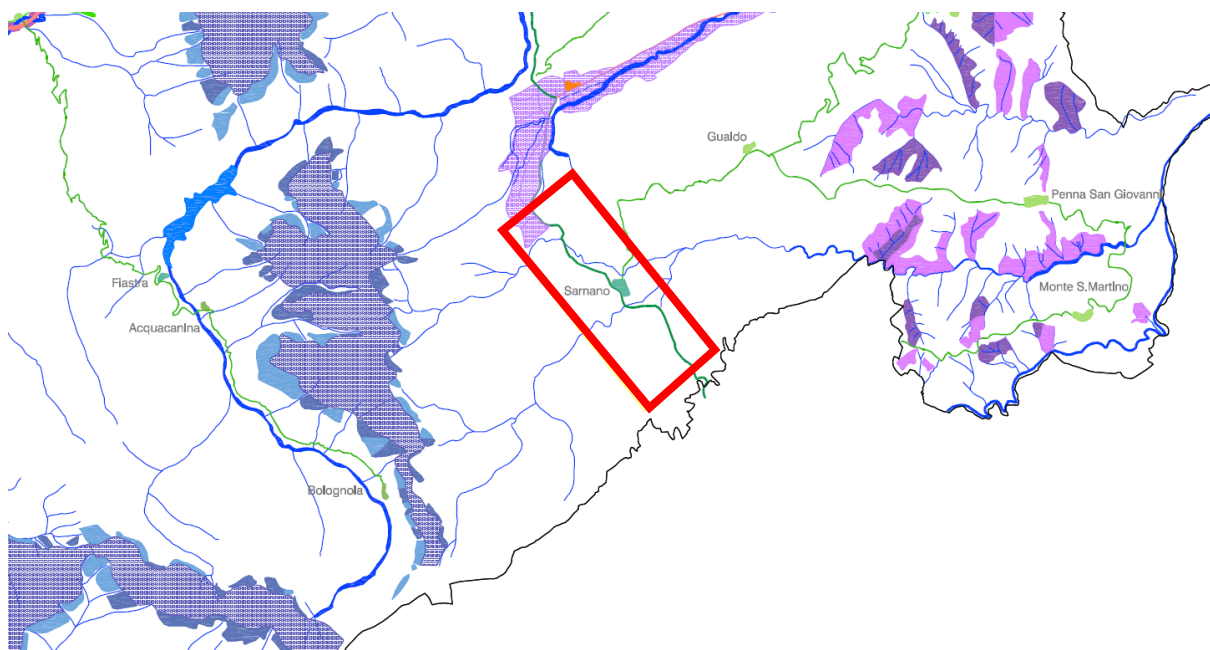 Gualdo
Penna San Giovanni
Fiastra
Sarnano
Monte S.Martino
Acquacanina
Bolognola